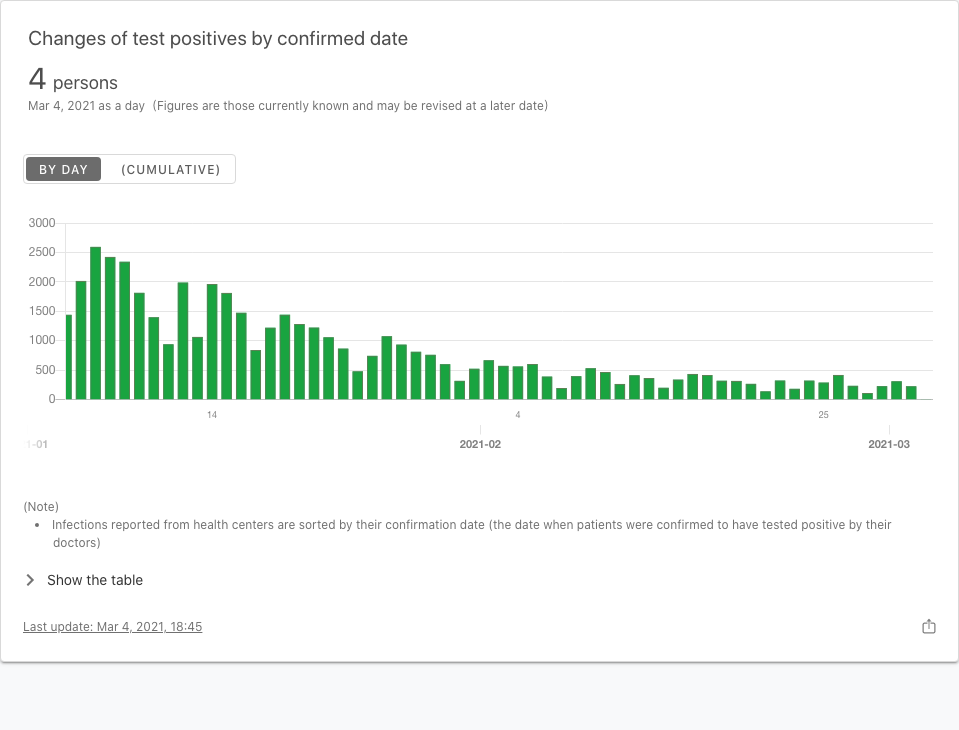 Changes of test positives by confirmed date
4 persons
Mar 4, 2021 as a day (Figures are those currently known and may be revised at a later date)
BY DAY (CUMULATIVE)
3000
2500
2000
1500
1000
500
0
14 4 25
-01 2021-02 2021-03
(Note)
• Infections reported from health centers are sorted by their confirmation date (the date when patients were confirmed to have tested positive by their
doctors)
Show the table
Last update: Mar 4, 2021, 18:45